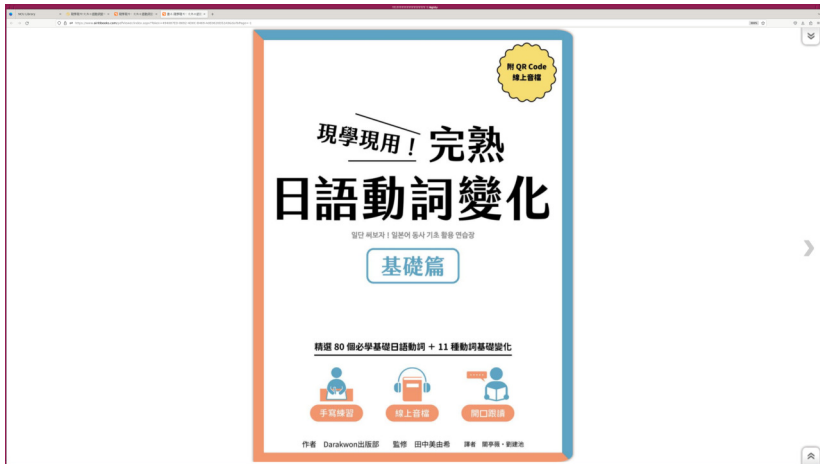 附 QR Code
線上音檔
現學現用！完熟
日語動詞變化
일단 써보자！일본어 동사 기초 활용 연습장
基礎篇
精選 80 個必學基礎日語動詞 + 11 種動詞基礎變化
手寫練習
線上音檔
開口跟讀
作者 Darakwon出版部 監修 田中美由希 譯者 關亭薇、劉建池